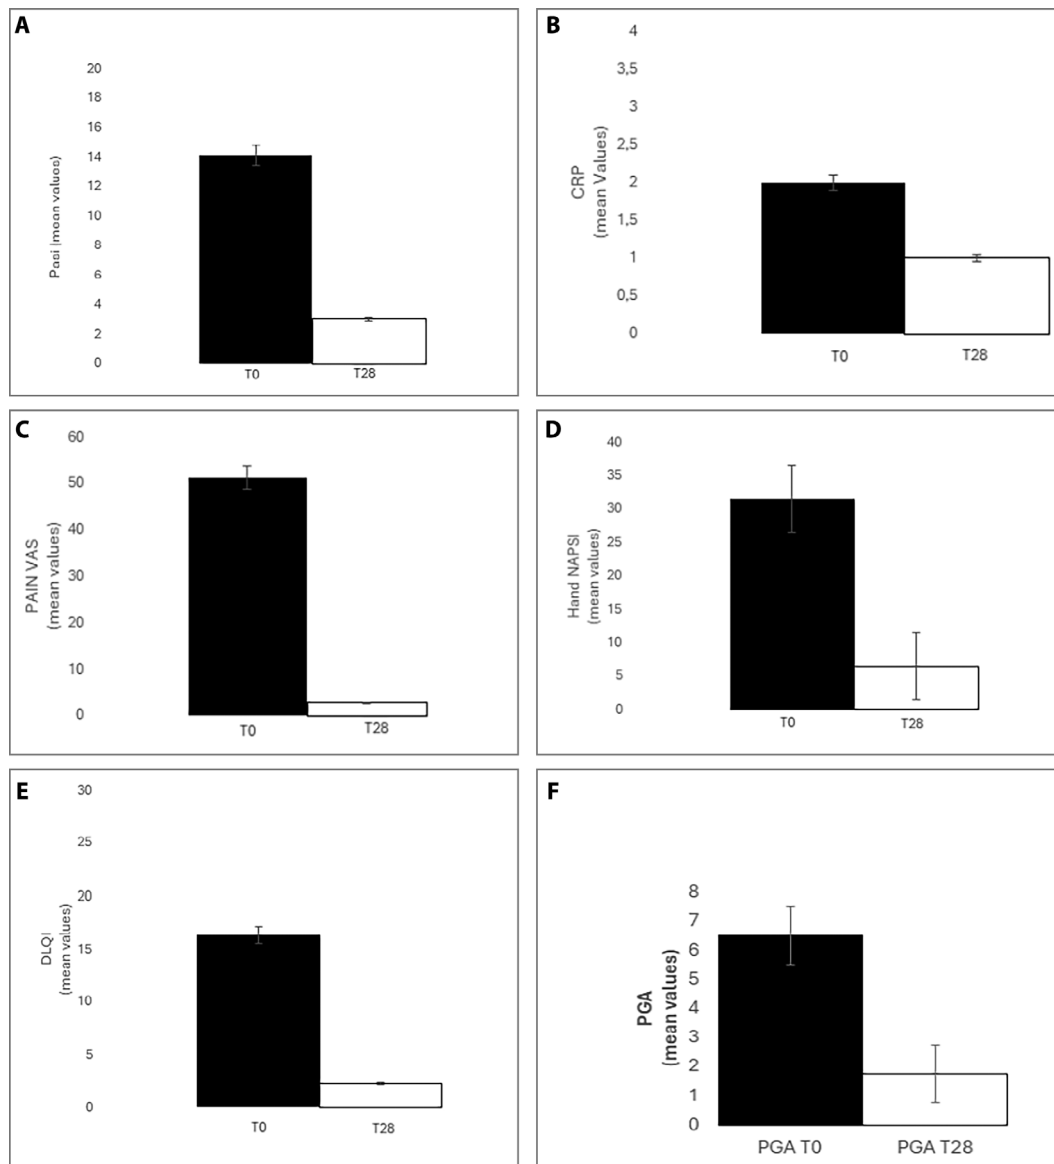 A
20
18
16
14
12
10
8
6
4
2
0
Pasi (mean values)
T0
T28
B
4
3,5
3
2,5
2
1,5
1
0,5
0
CRP
(mean Values)
T0
T28
C
60
50
40
30
20
10
0
PAIN VAS
(mean values)
T0
T28
D
40
35
30
25
20
15
10
5
0
Hand NAPSI
(mean values)
T0
T28
E
30
25
20
15
10
5
0
DLQI
(mean values)
T0
T28
F
8
7
6
5
4
3
2
1
0
PGA
(mean values)
PGA T0
PGA T28